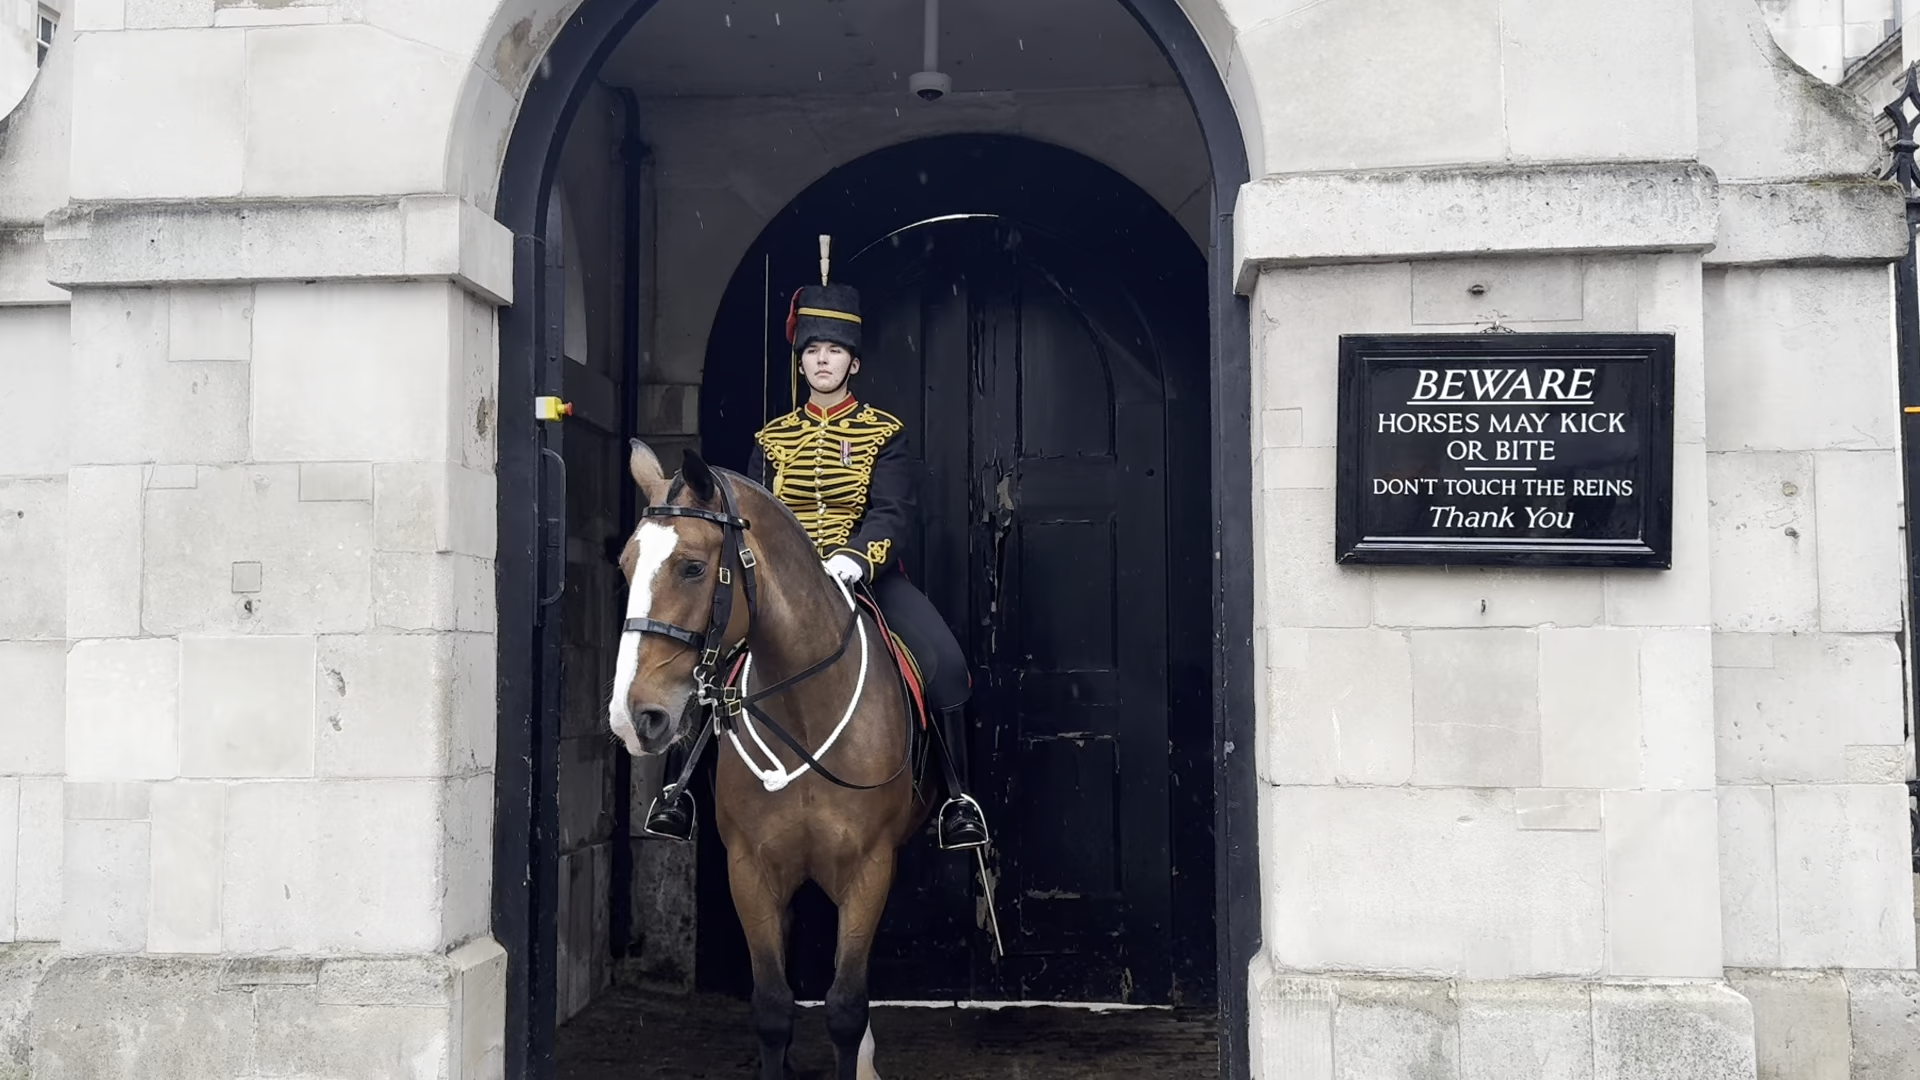 BEWARE
HORSES MAY KICK
OR BITE
DON'T TOUCH THE REINS
Thank You